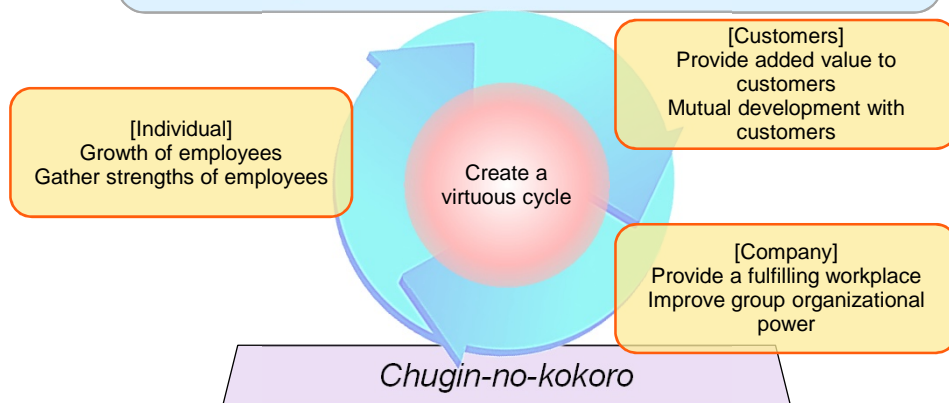 [Customers]
Provide added value to
customers
Mutual development with
customers
[Individual]
Growth of employees
Gather strengths of employees
Create a
virtuous cycle
[Company]
Provide a fulfilling workplace
Improve group organizational
power
Chugin-no-kokoro